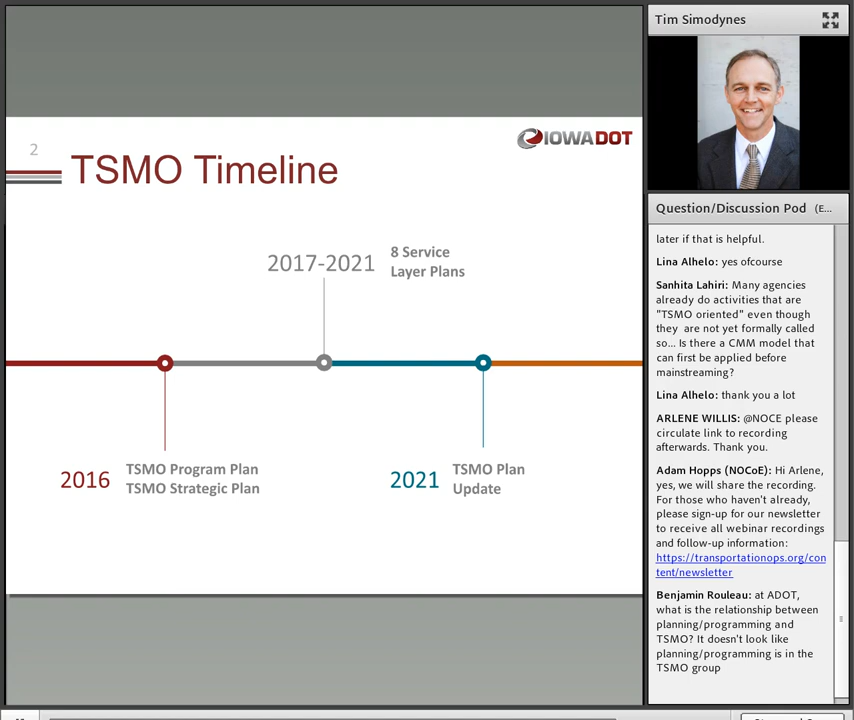 2
IOWADOT
TSMO Timeline
2017-2021
8 Service
Layer Plans
2016
TSMO Program Plan
TSMO Strategic Plan
2021
TSMO Plan
Update
Tim Simodynes
Question/Discussion Pod (E...
later if that is helpful.
Lina Alhelo: yes ofcourse
Sanhita Lahiri: Many agencies
already do activities that are
"TSMO oriented" even though
they are not yet formally called
so... Is there a CMM model that
can first be applied before
mainstreaming?
Lina Alhelo: thank you a lot
ARLENE WILLIS: @NOCE please
circulate link to recording
afterwards. Thank you.
Adam Hopps (NOCoE): Hi Arlene,
yes, we will share the recording.
For those who haven't already,
please sign-up for our newsletter
to receive all webinar recordings
and follow-up information:
https://transportationops.org/con
tent/newsletter
Benjamin Rouleau: at ADOT,
what is the relationship between
planning/programming and
TSMO? It doesn't look like
planning/programming is in the
TSMO group